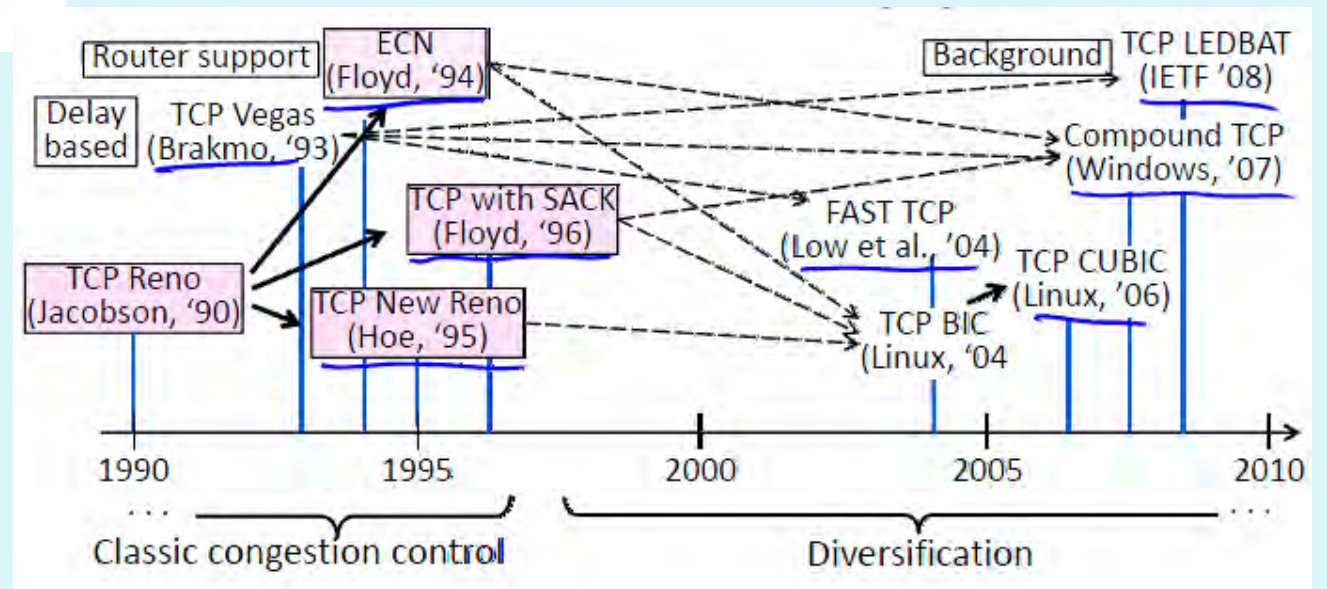 Router support
ECN
(Floyd, ‘94)
Background
TCP LEDBAT
(IETF ’08)
Delay
based
TCP Vegas
(Brakmo, ‘93)
Compound TCP
(Windows, ’07)
TCP with SACK
(Floyd, ‘96)
FAST TCP
(Low et al., ’04)
TCP Reno
(Jacobson, ‘90)
TCP New Reno
(Hoe, ‘95)
TCP CUBIC
(Linux, ’06)
TCP BIC
(Linux, ‘04
1990
1995
2000
2005
2010
. . .
. . .
Classic congestion control
Diversification